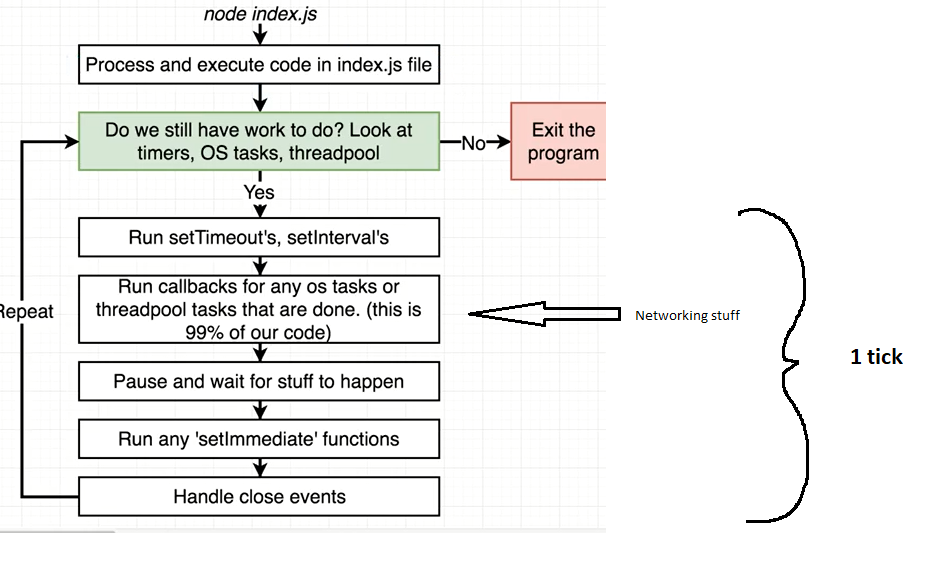 node index.js
Process and execute code in index.js file
Do we still have work to do? Look at
timers, OS tasks, threadpool
No
Exit the
program
Yes
Run setTimeout's, setInterval's
Run callbacks for any os tasks or
threadpool tasks that are done. (this is
99% of our code)
Repeat
Networking stuff
1 tick
Pause and wait for stuff to happen
Run any 'setImmediate' functions
Handle close events